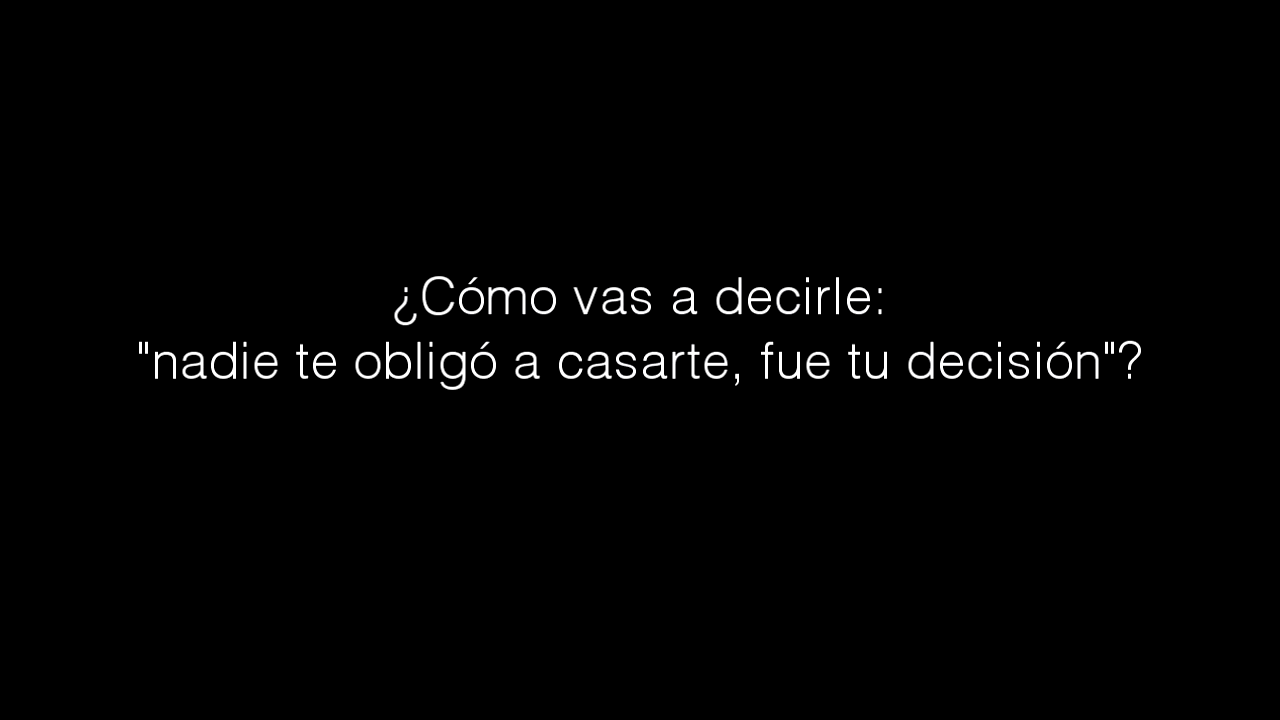 ¿Cómo vas a decirle:
"nadie te obligó a casarte, fue tu decisión"?